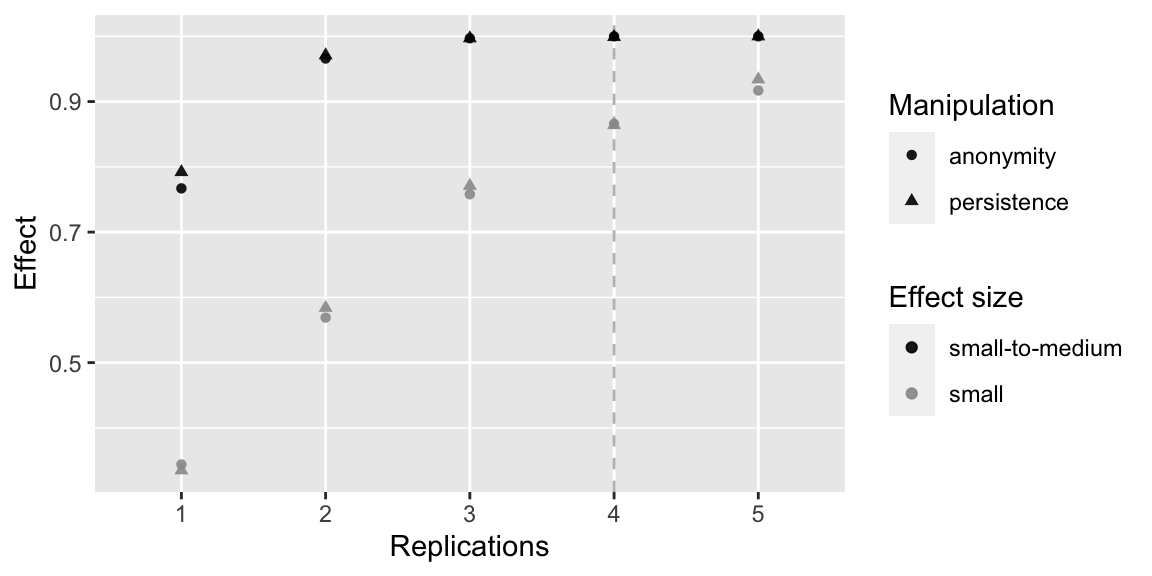 0.9
0.7
0.5
Effect
1 2 3 4 5
Replications
Manipulation
anonymity
persistence
Effect size
small-to-medium
small